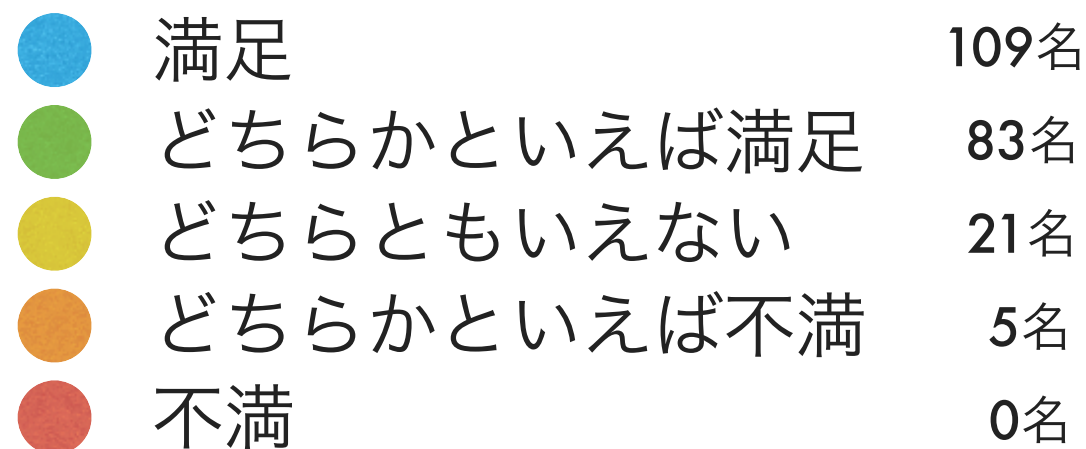 満足 109名
どちらかといえば満足 83名
どちらともいえない 21名
どちらかといえば不満 5名
不満 0名